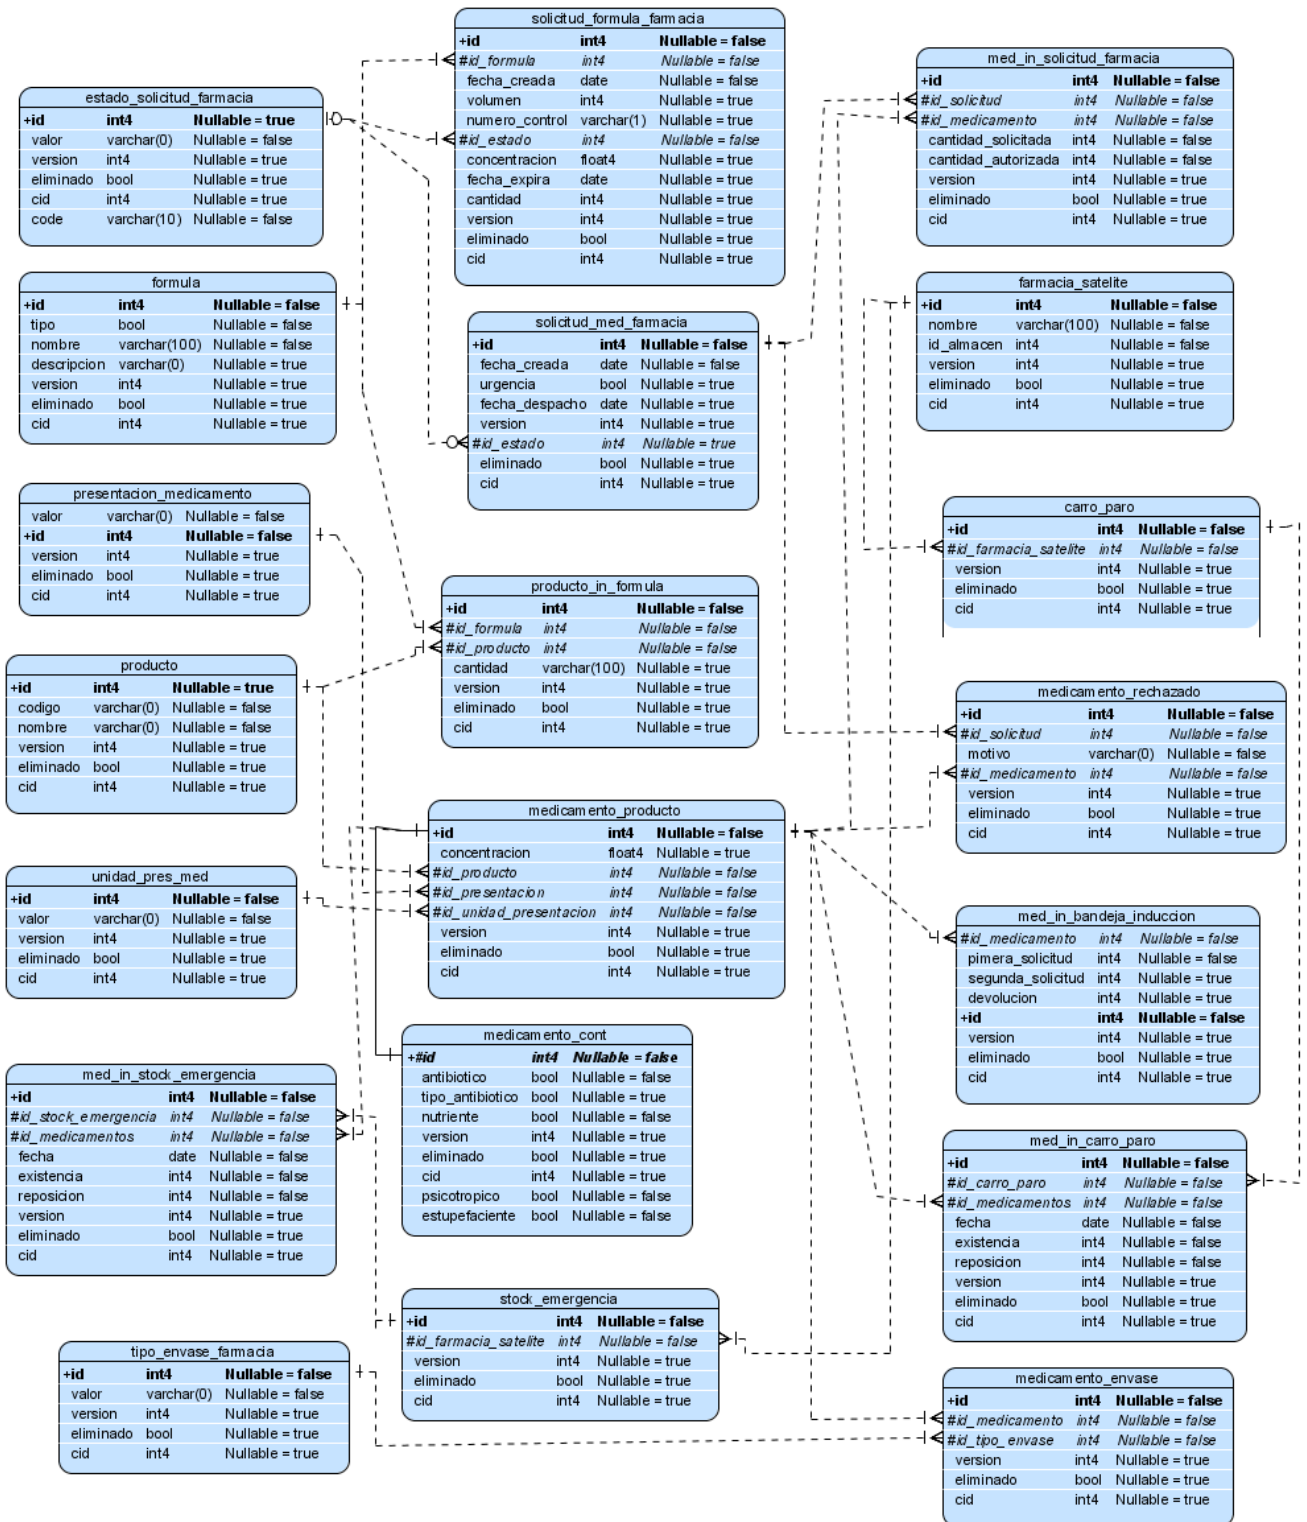 solicitud_formula_farmacia
+id int4 Nullable = false
#id_formula int4 Nullable = false
fecha_creada date Nullable = false
volumen int4 Nullable = true
numero_control varchar(1) Nullable = true
#id_estado int4 Nullable = false
concentracion float4 Nullable = true
fecha_expira date Nullable = true
cantidad int4 Nullable = true
version int4 Nullable = true
eliminado bool Nullable = true
cid int4 Nullable = true
med_in_solicitud_farmacia
+id int4 Nullable = false
#id_solicitud int4 Nullable = false
#id_medicamento int4 Nullable = false
cantidad_solicitada int4 Nullable = false
cantidad_autorizada int4 Nullable = false
version int4 Nullable = true
eliminado bool Nullable = true
cid int4 Nullable = true
estado_solicitud_farmacia
+id int4 Nullable = true
valor varchar(0) Nullable = false
version int4 Nullable = true
eliminado bool Nullable = true
cid int4 Nullable = true
code varchar(10) Nullable = false
formula
+id int4 Nullable = false
tipo bool Nullable = false
nombre varchar(100) Nullable = false
descripcion varchar(0) Nullable = true
version int4 Nullable = true
eliminado bool Nullable = true
cid int4 Nullable = true
farmacia_satelite
+id int4 Nullable = false
nombre varchar(100) Nullable = false
id_almacen int4 Nullable = false
version int4 Nullable = true
eliminado bool Nullable = true
cid int4 Nullable = true
solicitud_med_farmacia
+id int4 Nullable = false
fecha_creada date Nullable = false
urgencia bool Nullable = true
fecha_despacho date Nullable = true
version int4 Nullable = true
#id_estado int4 Nullable = true
eliminado bool Nullable = true
cid int4 Nullable = true
presentacion_medicamento
valor varchar(0) Nullable = false
+id int4 Nullable = false
version int4 Nullable = true
eliminado bool Nullable = true
cid int4 Nullable = true
carro_paro
+id int4 Nullable = false
#id_farmacia_satelite int4 Nullable = false
version int4 Nullable = true
eliminado bool Nullable = true
cid int4 Nullable = true
producto_in_formula
+id int4 Nullable = false
#id_formula int4 Nullable = false
#id_producto int4 Nullable = false
cantidad varchar(100) Nullable = true
version int4 Nullable = true
eliminado bool Nullable = true
cid int4 Nullable = true
producto
+id int4 Nullable = true
codigo varchar(0) Nullable = false
nombre varchar(0) Nullable = false
version int4 Nullable = true
eliminado bool Nullable = true
cid int4 Nullable = true
medicamento_rechazado
+id int4 Nullable = false
#id_solicitud int4 Nullable = false
motivo varchar(0) Nullable = false
#id_medicamento int4 Nullable = false
version int4 Nullable = true
eliminado bool Nullable = true
cid int4 Nullable = true
medicamento_producto
+id int4 Nullable = false
concentracion float4 Nullable = true
#id_producto int4 Nullable = false
#id_presentacion int4 Nullable = false
#id_unidad_presentacion int4 Nullable = false
version int4 Nullable = true
eliminado bool Nullable = true
cid int4 Nullable = true
unidad_pres_med
+id int4 Nullable = false
valor varchar(0) Nullable = false
version int4 Nullable = true
eliminado bool Nullable = true
cid int4 Nullable = true
med_in_bandeja_induccion
#id_medicamento int4 Nullable = false
pimera_solicitud int4 Nullable = false
segunda_solicitud int4 Nullable = true
devolucion int4 Nullable = true
+id int4 Nullable = false
version int4 Nullable = true
eliminado bool Nullable = true
cid int4 Nullable = true
medicamento_cont
+#id int4 Nullable = false
antibiotico bool Nullable = false
tipo_antibiotico bool Nullable = true
nutriente bool Nullable = false
version int4 Nullable = true
eliminado bool Nullable = true
cid int4 Nullable = true
psicotropico bool Nullable = false
estupefaciente bool Nullable = false
med_in_stock_emergencia
+id int4 Nullable = false
#id_stock_emergencia int4 Nullable = false
#id_medicamentos int4 Nullable = false
fecha date Nullable = false
existencia int4 Nullable = false
reposicion int4 Nullable = false
version int4 Nullable = true
eliminado bool Nullable = true
cid int4 Nullable = true
med_in_carro_paro
+id int4 Nullable = false
#id_carro_paro int4 Nullable = false
#id_medicamentos int4 Nullable = false
fecha date Nullable = false
existencia int4 Nullable = false
reposicion int4 Nullable = false
version int4 Nullable = true
eliminado bool Nullable = true
cid int4 Nullable = true
stock_emergencia
+id int4 Nullable = false
#id_farmacia_satelite int4 Nullable = false
version int4 Nullable = true
eliminado bool Nullable = true
cid int4 Nullable = true
tipo_envase_farmacia
+id int4 Nullable = false
valor varchar(0) Nullable = false
version int4 Nullable = true
eliminado bool Nullable = true
cid int4 Nullable = true
medicamento_envase
+id int4 Nullable = false
#id_medicamento int4 Nullable = false
#id_tipo_envase int4 Nullable = false
version int4 Nullable = true
eliminado bool Nullable = true
cid int4 Nullable = true